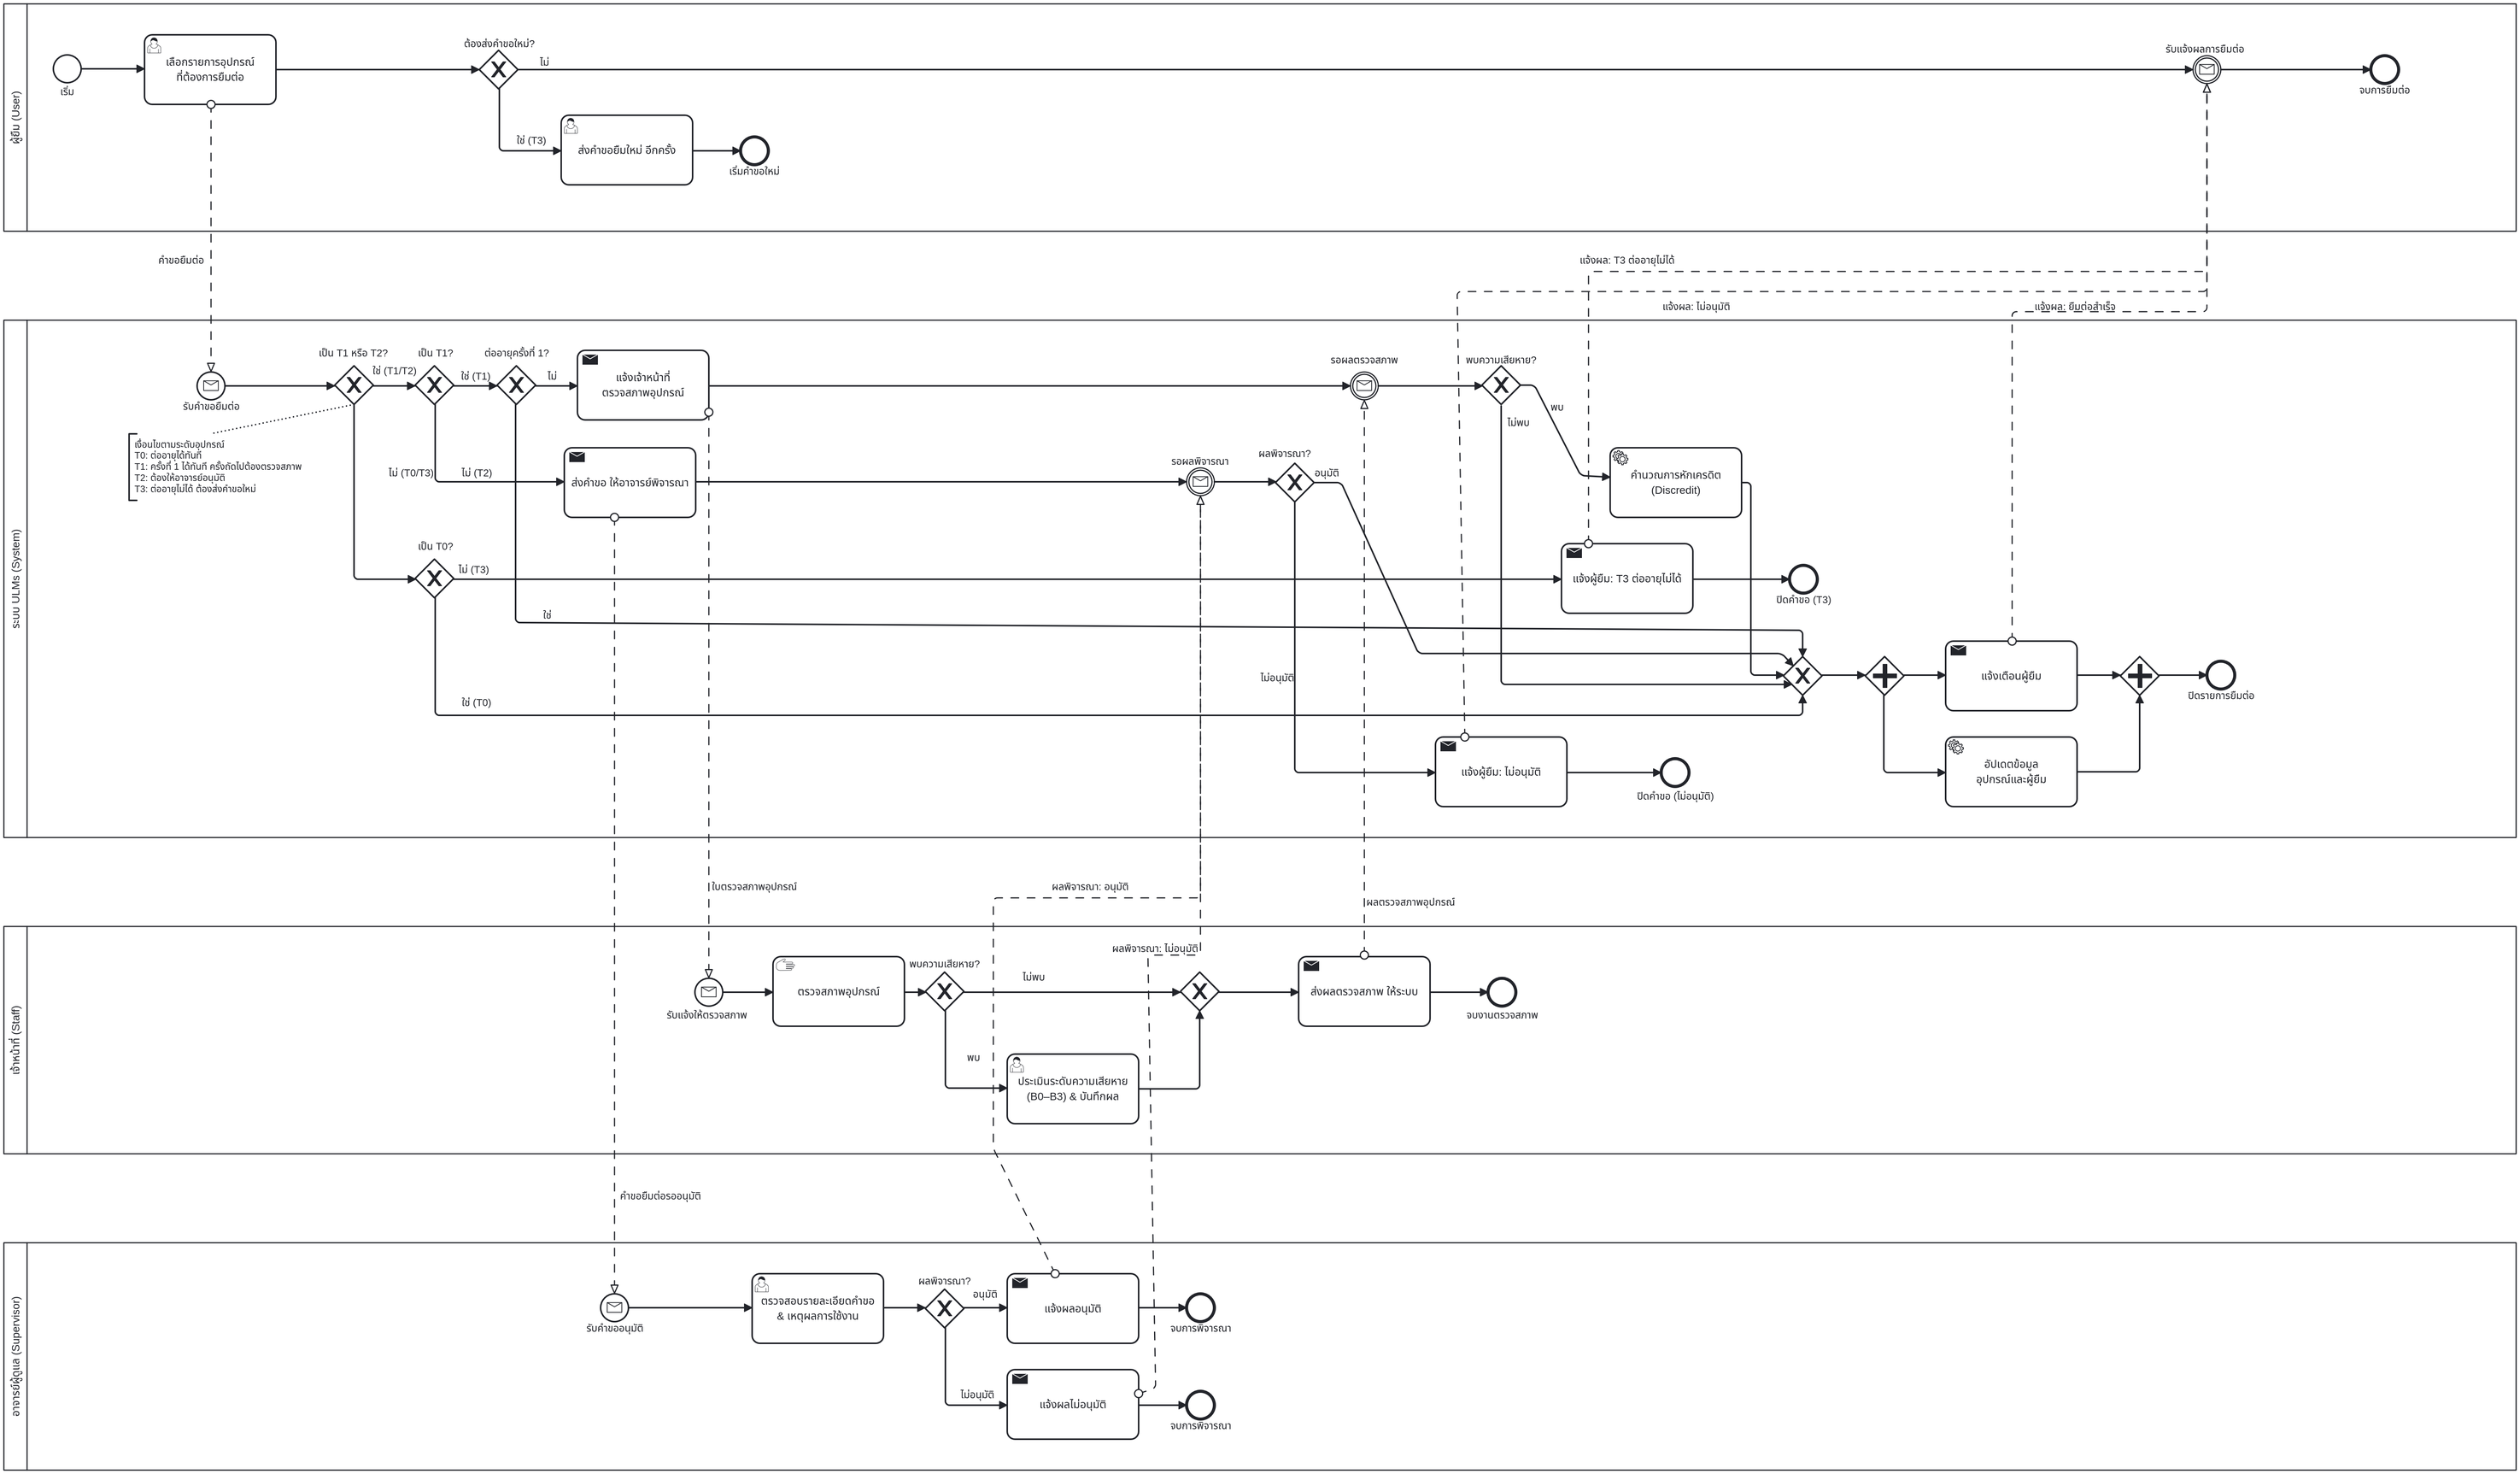 ผู้ยืม (User)
เริ่ม
เลือกรายการอุปกรณ์
ที่ต้องการยืมต่อ
ต้องส่งคำขอใหม่?
ไม่
ใช่ (T3)
ส่งคำขอยืมใหม่ อีกครั้ง
เริ่มคำขอใหม่
รับแจ้งผลการยืมต่อ
จบการยืมต่อ
คำขอยืมต่อ
แจ้งผล: T3 ต่ออายุไม่ได้
แจ้งผล: ไม่อนุมัติ
แจ้งผล: ยืมต่อสำเร็จ
ระบบ ULMs (System)
รับคำขอยืมต่อ
เป็น T1 หรือ T2?
ใช่ (T1/T2)
เป็น T1?
ใช่ (T1)
ต่ออายุครั้งที่ 1?
ไม่
แจ้งเจ้าหน้าที่
ตรวจสภาพอุปกรณ์
รอผลตรวจสภาพ
พบความเสียหาย?
พบ
ไม่พบ
เงื่อนไขตามระดับอุปกรณ์
T0: ต่ออายุได้ทันที
T1: ครั้งที่ 1 ได้ทันที ครั้งถัดไปต้องตรวจสภาพ
T2: ต้องให้อาจารย์อนุมัติ
T3: ต่ออายุไม่ได้ ต้องส่งคำขอใหม่
ไม่ (T0/T3)
ไม่ (T2)
ส่งคำขอ ให้อาจารย์พิจารณา
รอผลพิจารณา
ผลพิจารณา?
อนุมัติ
คำนวณการหักเครดิต
(Discredit)
เป็น T0?
ไม่ (T3)
แจ้งผู้ยืม: T3 ต่ออายุไม่ได้
ปิดคำขอ (T3)
ใช่
ไม่อนุมัติ
ใช่ (T0)
แจ้งเตือนผู้ยืม
ปิดรายการยืมต่อ
แจ้งผู้ยืม: ไม่อนุมัติ
ปิดคำขอ (ไม่อนุมัติ)
อัปเดตข้อมูล
อุปกรณ์และผู้ยืม
ใบตรวจสภาพอุปกรณ์
ผลพิจารณา: อนุมัติ
ผลตรวจสภาพอุปกรณ์
เจ้าหน้าที่ (Staff)
ผลพิจารณา: ไม่อนุมัติ
รับแจ้งให้ตรวจสภาพ
ตรวจสภาพอุปกรณ์
พบความเสียหาย?
ไม่พบ
พบ
ประเมินระดับความเสียหาย
(B0–B3) & บันทึกผล
ส่งผลตรวจสภาพ ให้ระบบ
จบงานตรวจสภาพ
คำขอยืมต่อรออนุมัติ
อาจารย์ผู้ดูแล (Supervisor)
รับคำขออนุมัติ
ตรวจสอบรายละเอียดคำขอ
& เหตุผลการใช้งาน
ผลพิจารณา?
อนุมัติ
แจ้งผลอนุมัติ
จบการพิจารณา
ไม่อนุมัติ
แจ้งผลไม่อนุมัติ
จบการพิจารณา